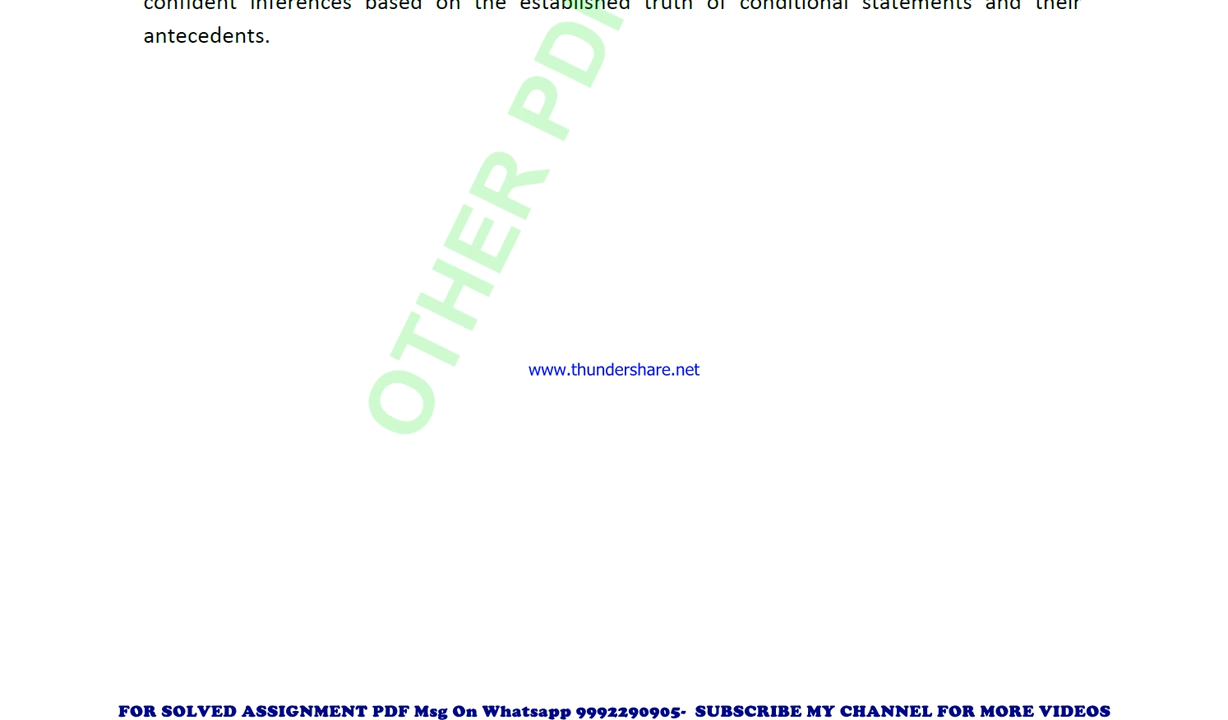 confident inferences based on the established truth of conditional statements and their
antecedents.
OTHER PDF
www.thundershare.net
FOR SOLVED ASSIGNMENT PDF Msg On Whatsapp 9992290905- SUBSCRIBE MY CHANNEL FOR MORE VIDEOS